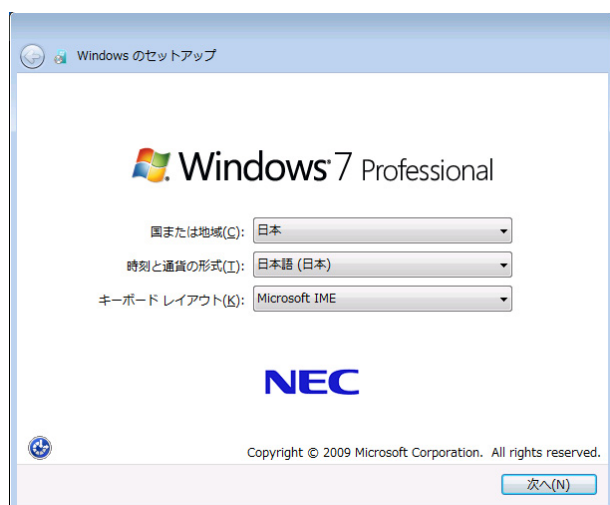 Windows のセットアップ
Windows 7 Professional
国または地域(C): 日本
時刻と通貨の形式(T): 日本語 (日本)
キーボード レイアウト(K): Microsoft IME
NEC
Copyright © 2009 Microsoft Corporation. All rights reserved.
次へ(N)